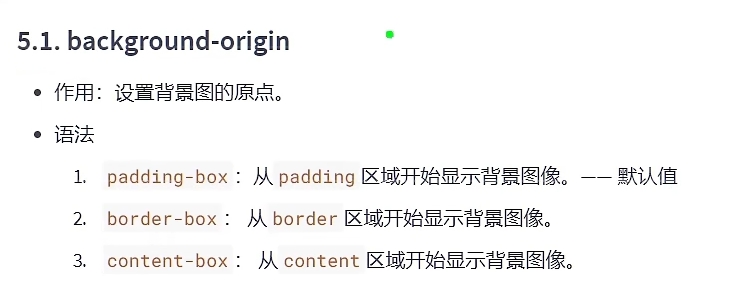 5.1. background-origin
• 作用：设置背景图的原点。
• 语法
1. padding-box：从 padding 区域开始显示背景图像。—— 默认值
2. border-box： 从 border 区域开始显示背景图像。
3. content-box： 从 content 区域开始显示背景图像。